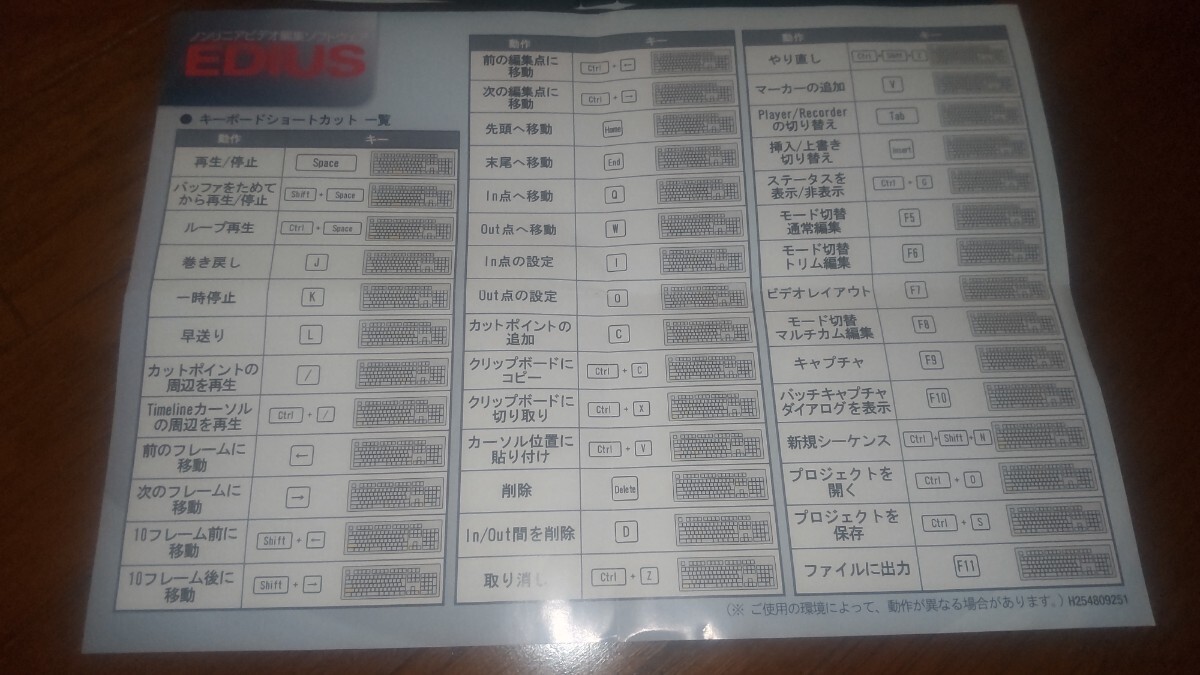 ノンリニアビデオ編集ソフトウェア
EDIUS
● キーボードショートカット 一覧
動作 キー
再生/停止 Space
バッファをためて
から再生/停止 Shift + Space
ループ再生 Ctrl + Space
巻き戻し J
一時停止 K
早送り L
カットポイントの
周辺を再生 /
Timelineカーソル
の周辺を再生 Ctrl + /
前のフレームに
移動 ←
次のフレームに
移動 →
10フレーム前に
移動 Shift + ←
10フレーム後に
移動 Shift + →
動作 キー
前の編集点に
移動 Ctrl + ←
次の編集点に
移動 Ctrl + →
先頭へ移動 Home
末尾へ移動 End
In点へ移動 Q
Out点へ移動 W
In点の設定 I
Out点の設定 O
カットポイントの
追加 C
クリップボードに
コピー Ctrl + C
クリップボードに
切り取り Ctrl + X
カーソル位置に
貼り付け Ctrl + V
削除 Delete
In/Out間を削除 D
取り消し Ctrl + Z
動作 キー
やり直し Ctrl + Shift + Z
マーカーの追加 V
Player/Recorder
の切り替え Tab
挿入/上書き
切り替え Insert
ステータスを
表示/非表示 Ctrl + G
モード切替
通常編集 F5
モード切替
トリム編集 F6
ビデオレイアウト F7
モード切替
マルチカム編集 F8
キャプチャ F9
バッチキャプチャ
ダイアログを表示 F10
新規シーケンス Ctrl + Shift + N
プロジェクトを
開く Ctrl + O
プロジェクトを
保存 Ctrl + S
ファイルに出力 F11
(※ ご使用の環境によって、動作が異なる場合があります。) H254809251